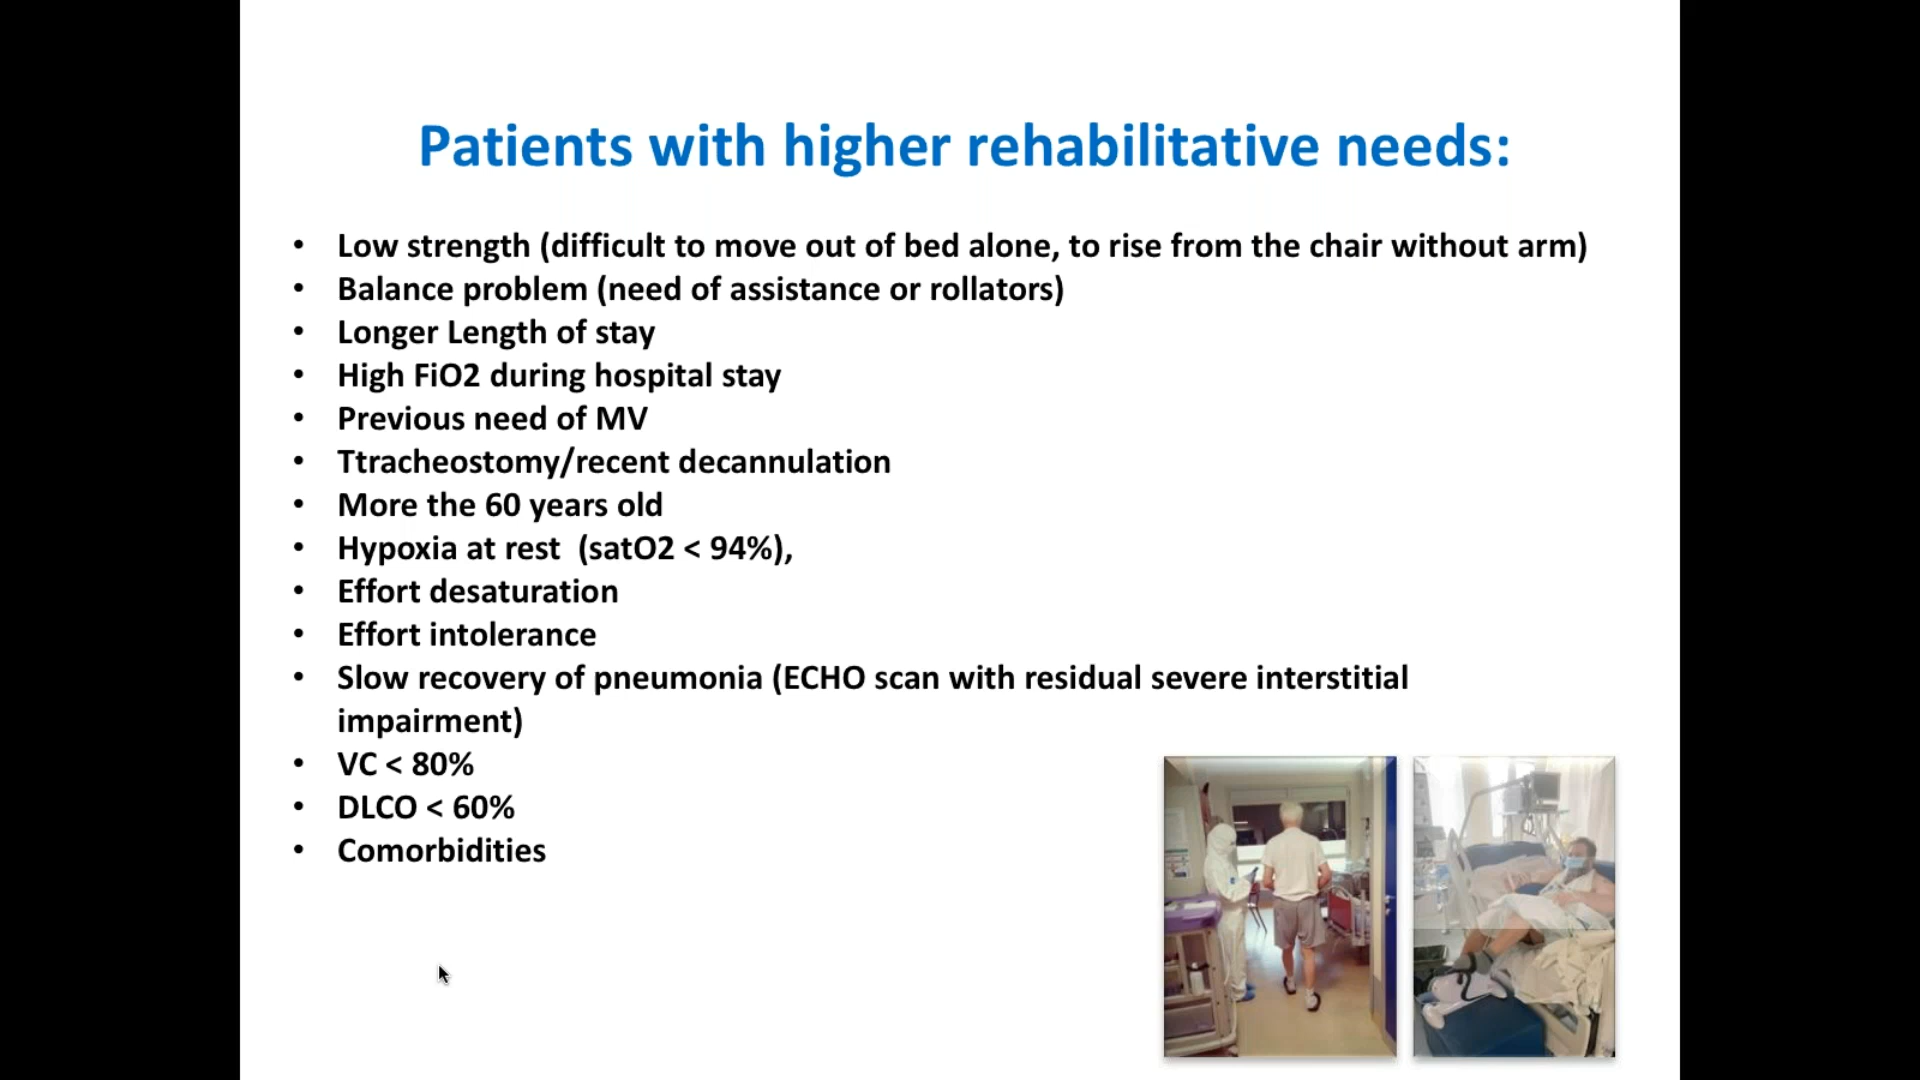 Patients with higher rehabilitative needs:
• Low strength (difficult to move out of bed alone, to rise from the chair without arm)
• Balance problem (need of assistance or rollators)
• Longer Length of stay
• High FiO2 during hospital stay
• Previous need of MV
• Ttracheostomy/recent decannulation
• More the 60 years old
• Hypoxia at rest  (satO2 < 94%),
• Effort desaturation
• Effort intolerance
• Slow recovery of pneumonia (ECHO scan with residual severe interstitial
impairment)
• VC < 80%
• DLCO < 60%
• Comorbidities